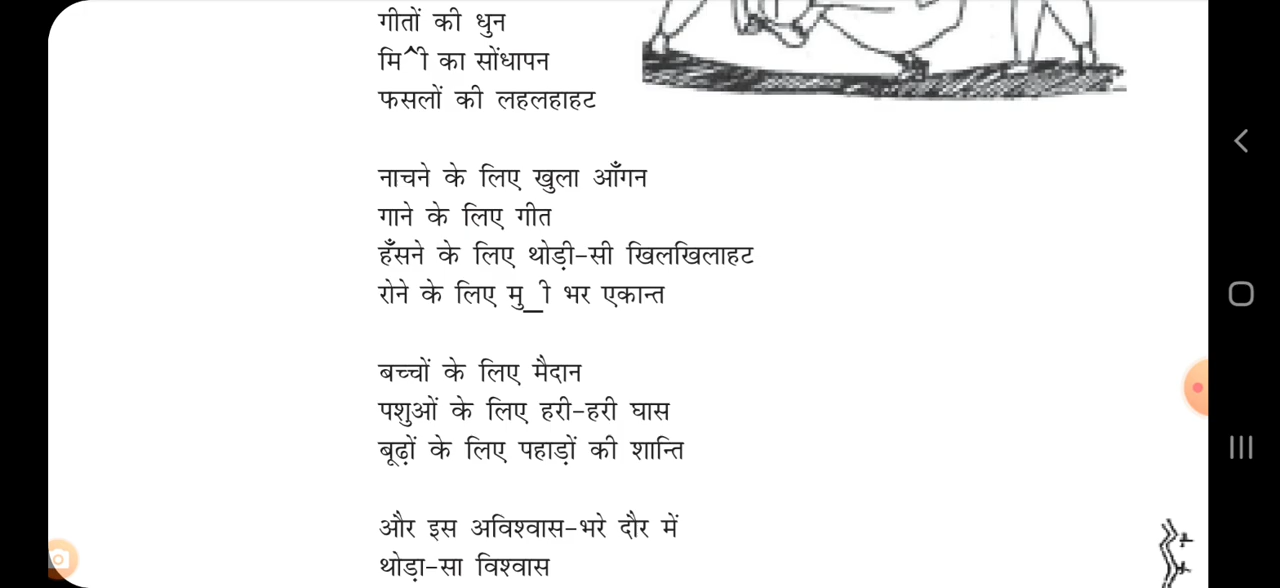 गीतों की धुन
मि^ी का सोंधापन
फसलों की लहलहाहट
नाचने के लिए खुला आँगन
गाने के लिए गीत
हँसने के लिए थोड़ी-सी खिलखिलाहट
रोने के लिए मु_ी भर एकान्त
बच्चों के लिए मैदान
पशुओं के लिए हरी-हरी घास
बूढ़ों के लिए पहाड़ों की शान्ति
और इस अविश्वास-भरे दौर में
थोड़ा-सा विश्वास